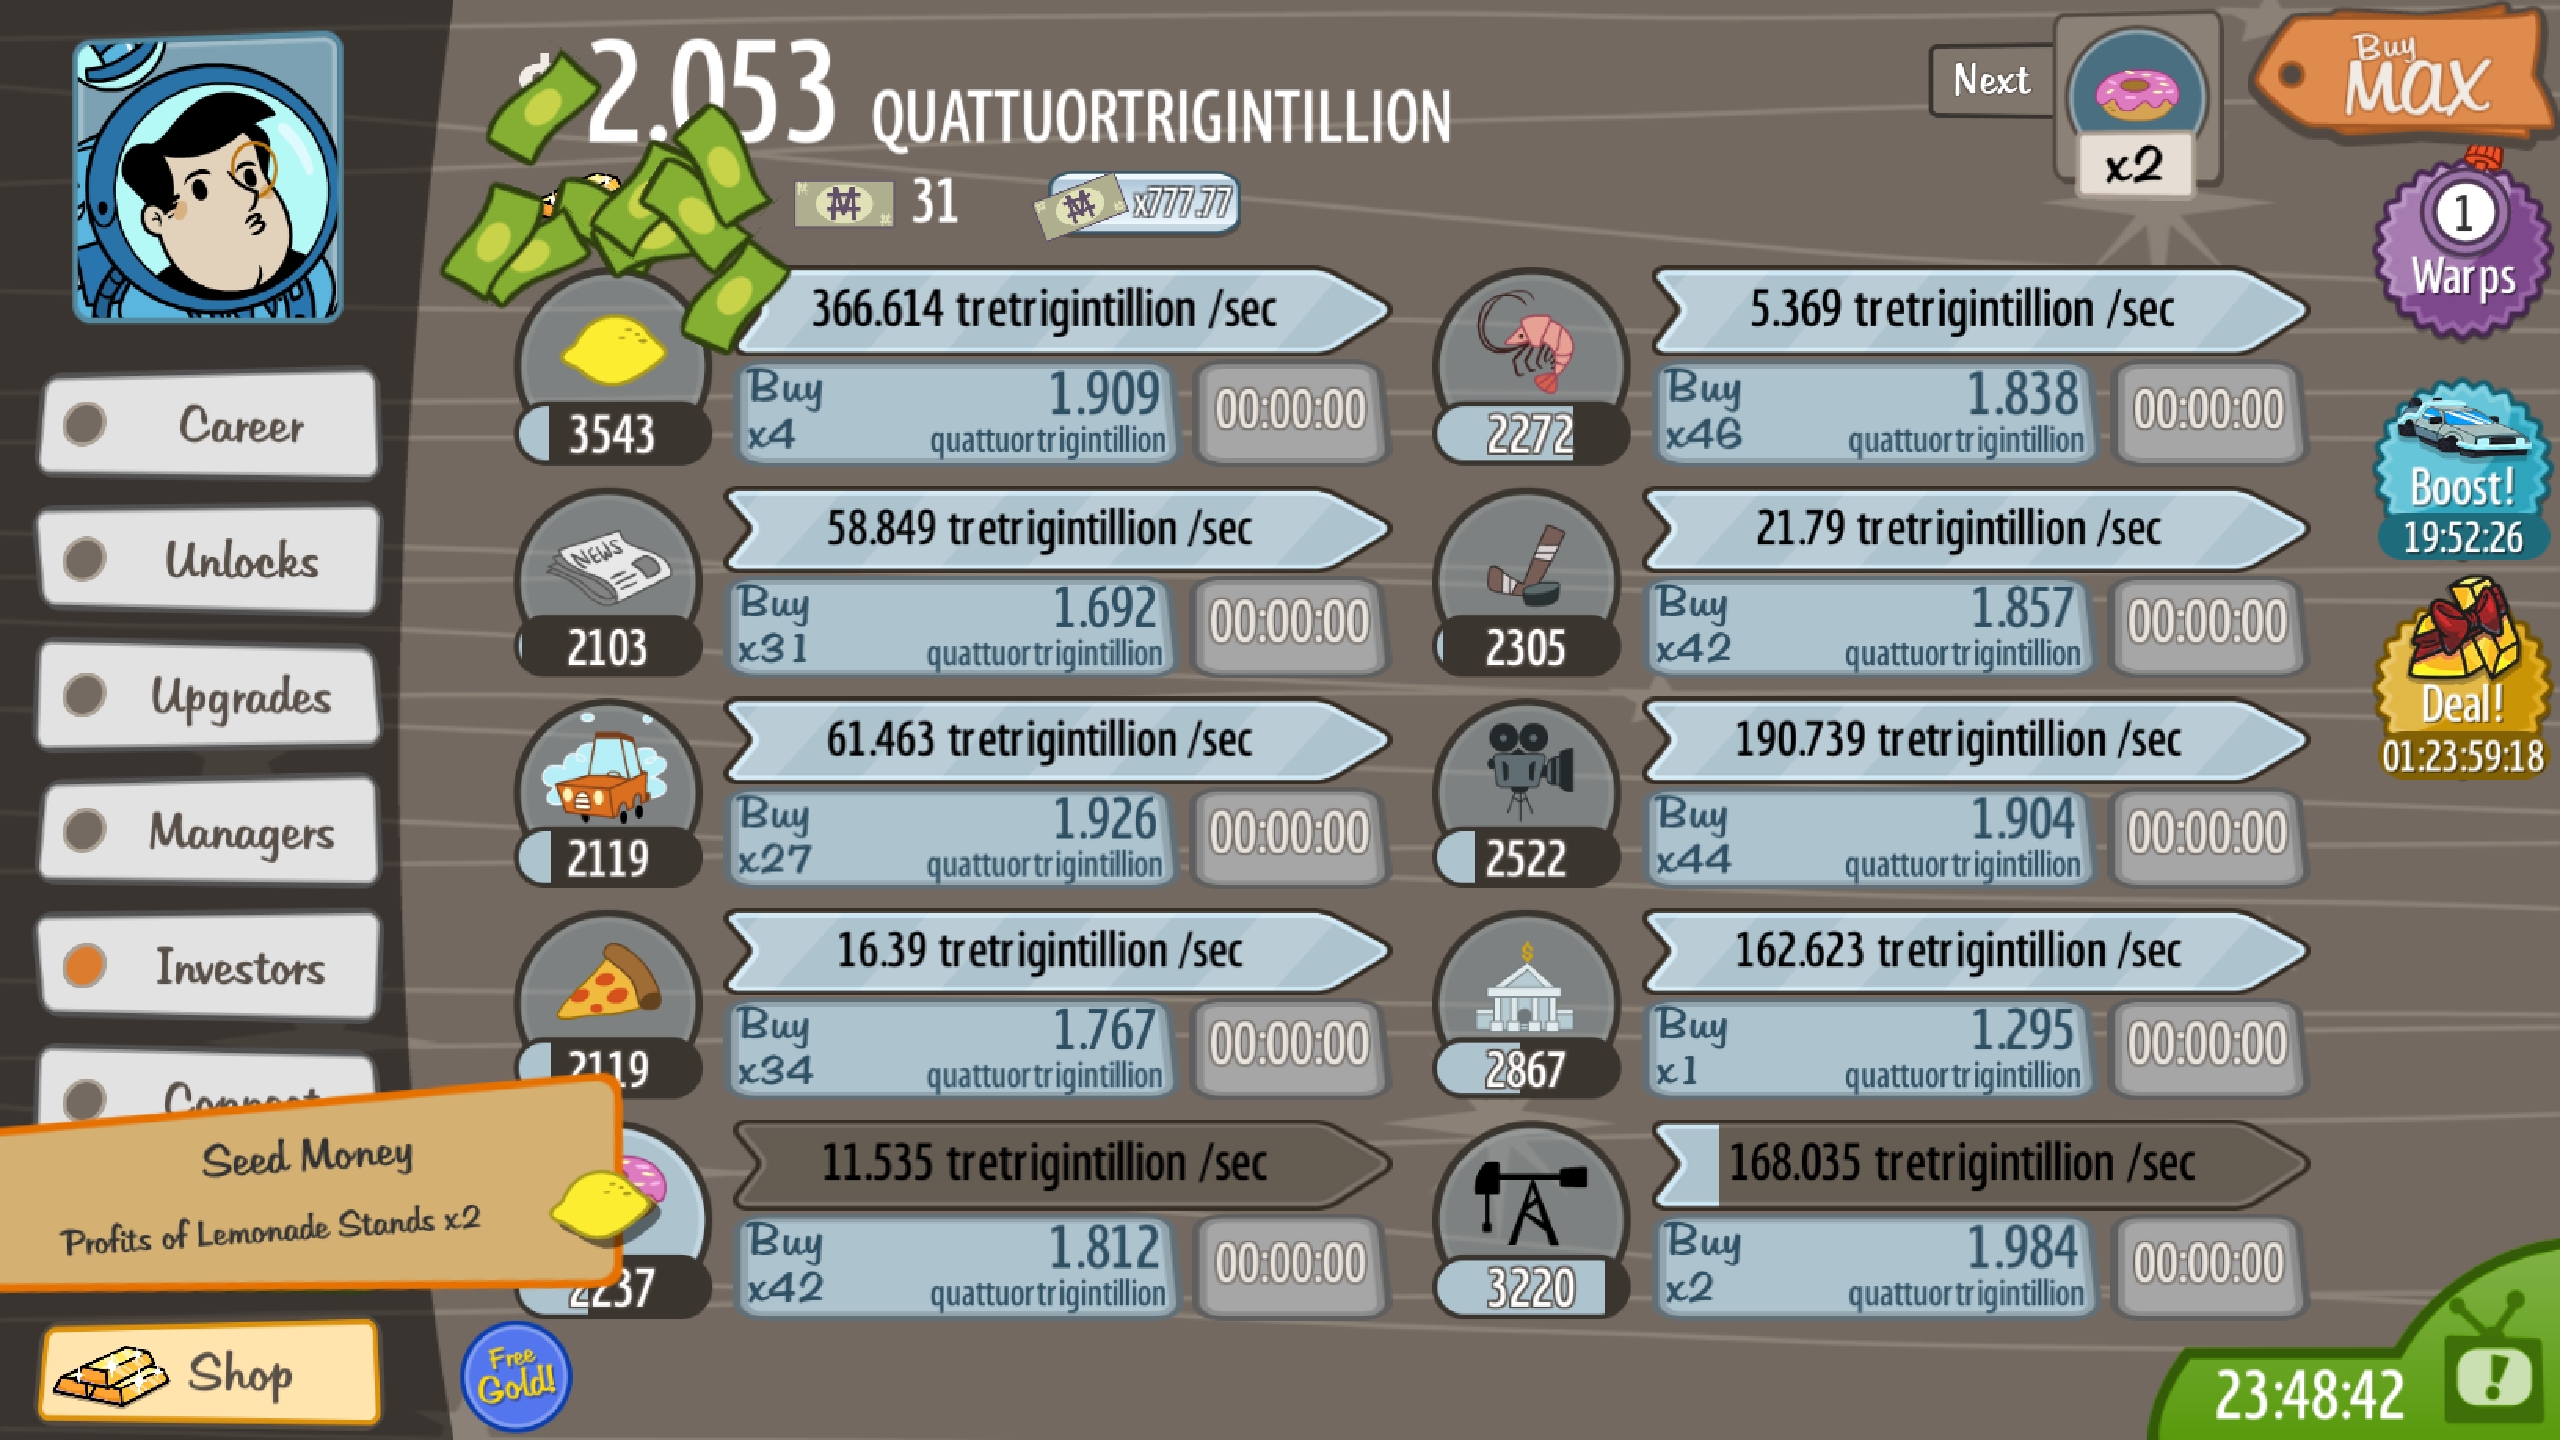 2.053 QUATTUORTRIGINTILLION
Next
x2
Buy
MAX
31
x777.77
1
Warps
Boost!
19:52:26
Deal!
01:23:59:18
Career
Unlocks
Upgrades
Managers
Investors
Connect
Seed Money
Profits of Lemonade Stands x2
Shop
Free
Gold!
366.614 tretrigintillion /sec
3543
Buy
x4
1.909
quattuortrigintillion
00:00:00
NEWS
58.849 tretrigintillion /sec
2103
Buy
x31
1.692
quattuortrigintillion
00:00:00
61.463 tretrigintillion /sec
2119
Buy
x27
1.926
quattuortrigintillion
00:00:00
16.39 tretrigintillion /sec
2119
Buy
x34
1.767
quattuortrigintillion
00:00:00
11.535 tretrigintillion /sec
2237
Buy
x42
1.812
quattuortrigintillion
00:00:00
5.369 tretrigintillion /sec
2272
Buy
x46
1.838
quattuortrigintillion
00:00:00
21.79 tretrigintillion /sec
2305
Buy
x42
1.857
quattuortrigintillion
00:00:00
190.739 tretrigintillion /sec
2522
Buy
x44
1.904
quattuortrigintillion
00:00:00
162.623 tretrigintillion /sec
2867
Buy
x1
1.295
quattuortrigintillion
00:00:00
168.035 tretrigintillion /sec
3220
Buy
x2
1.984
quattuortrigintillion
00:00:00
23:48:42